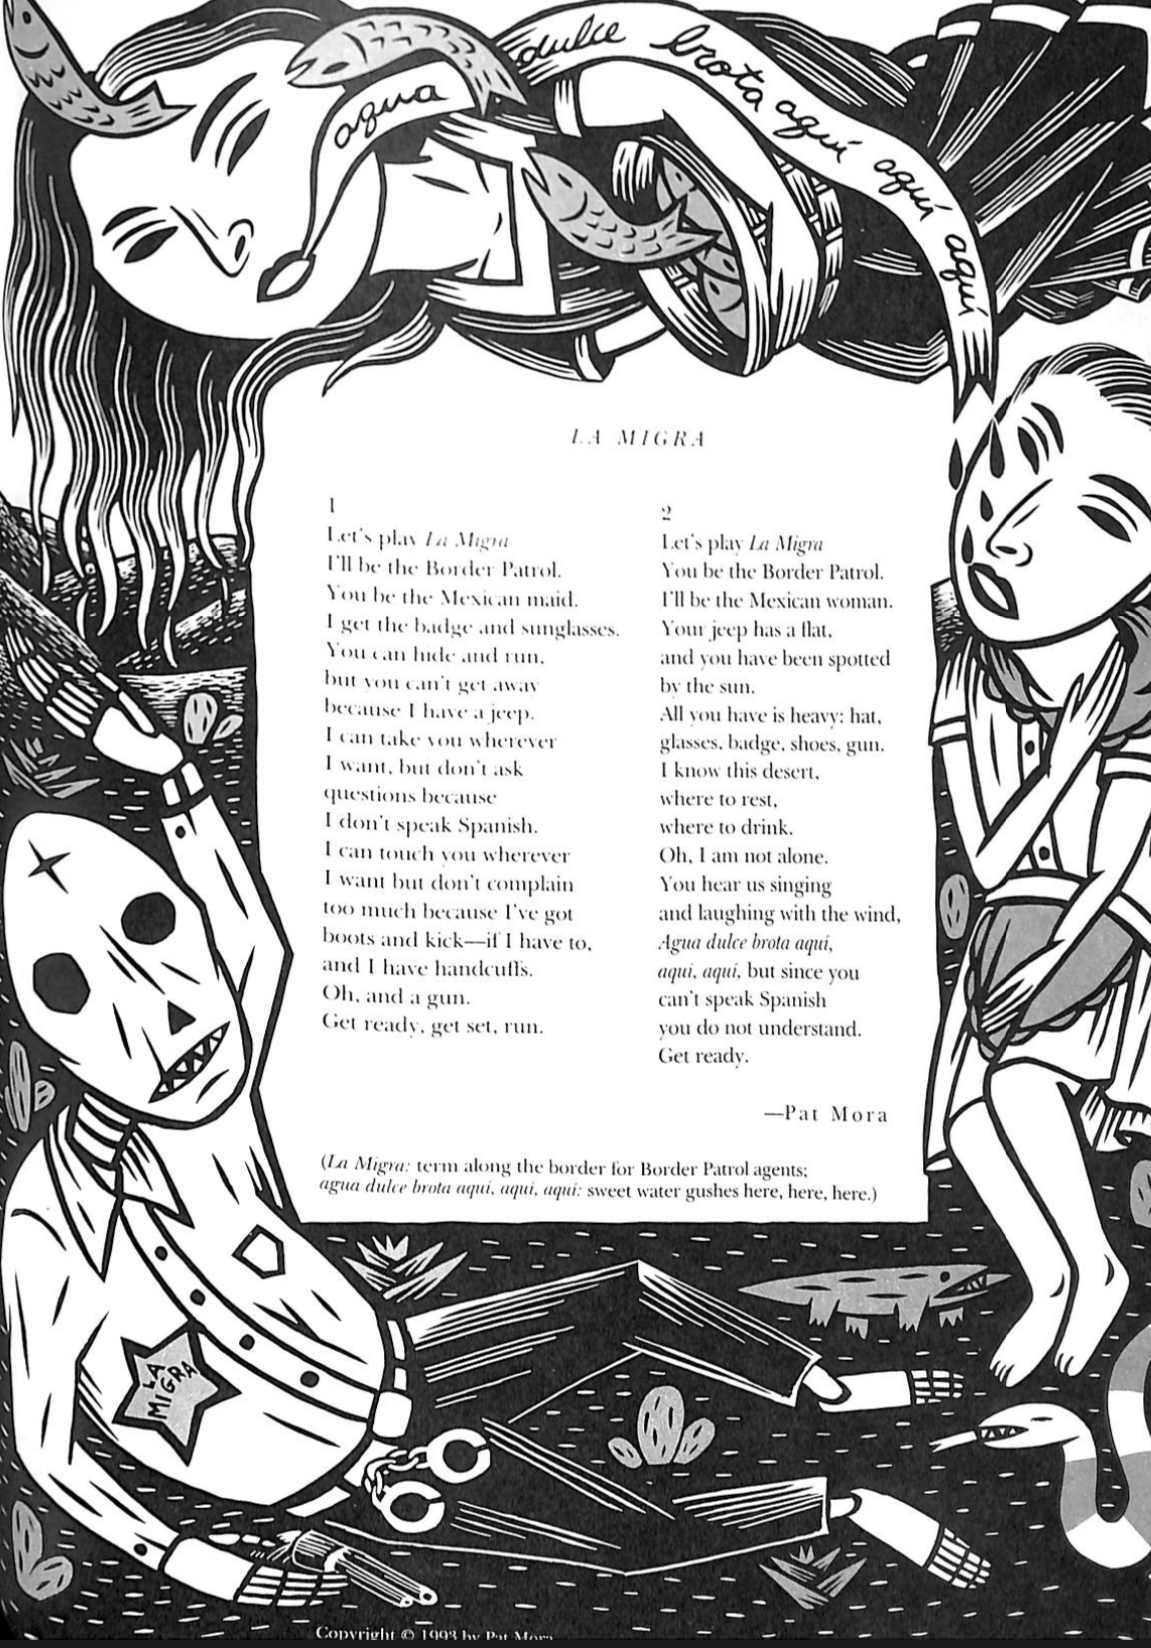 agua dulce brota aquí aquí aquí
LA MIGRA
1
Let's play La Migra
I'll be the Border Patrol.
You be the Mexican maid.
I get the badge and sunglasses.
You can hide and run,
but you can't get away
because I have a jeep.
I can take you wherever
I want, but don't ask
questions because
I don't speak Spanish.
I can touch you wherever
I want but don't complain
too much because I've got
boots and kick—if I have to,
and I have handcuffs.
Oh, and a gun.
Get ready, get set, run.
2
Let's play La Migra
You be the Border Patrol.
I'll be the Mexican woman.
Your jeep has a flat,
and you have been spotted
by the sun.
All you have is heavy: hat,
glasses, badge, shoes, gun.
I know this desert,
where to rest,
where to drink.
Oh, I am not alone.
You hear us singing
and laughing with the wind,
Agua dulce brota aquí,
aquí, aquí, but since you
can't speak Spanish
you do not understand.
Get ready.
—Pat Mora
(La Migra: term along the border for Border Patrol agents;
agua dulce brota aqui, aqui, aqui: sweet water gushes here, here, here.)
LA
MIGRA
Copyright © 1993 by Pat Mora